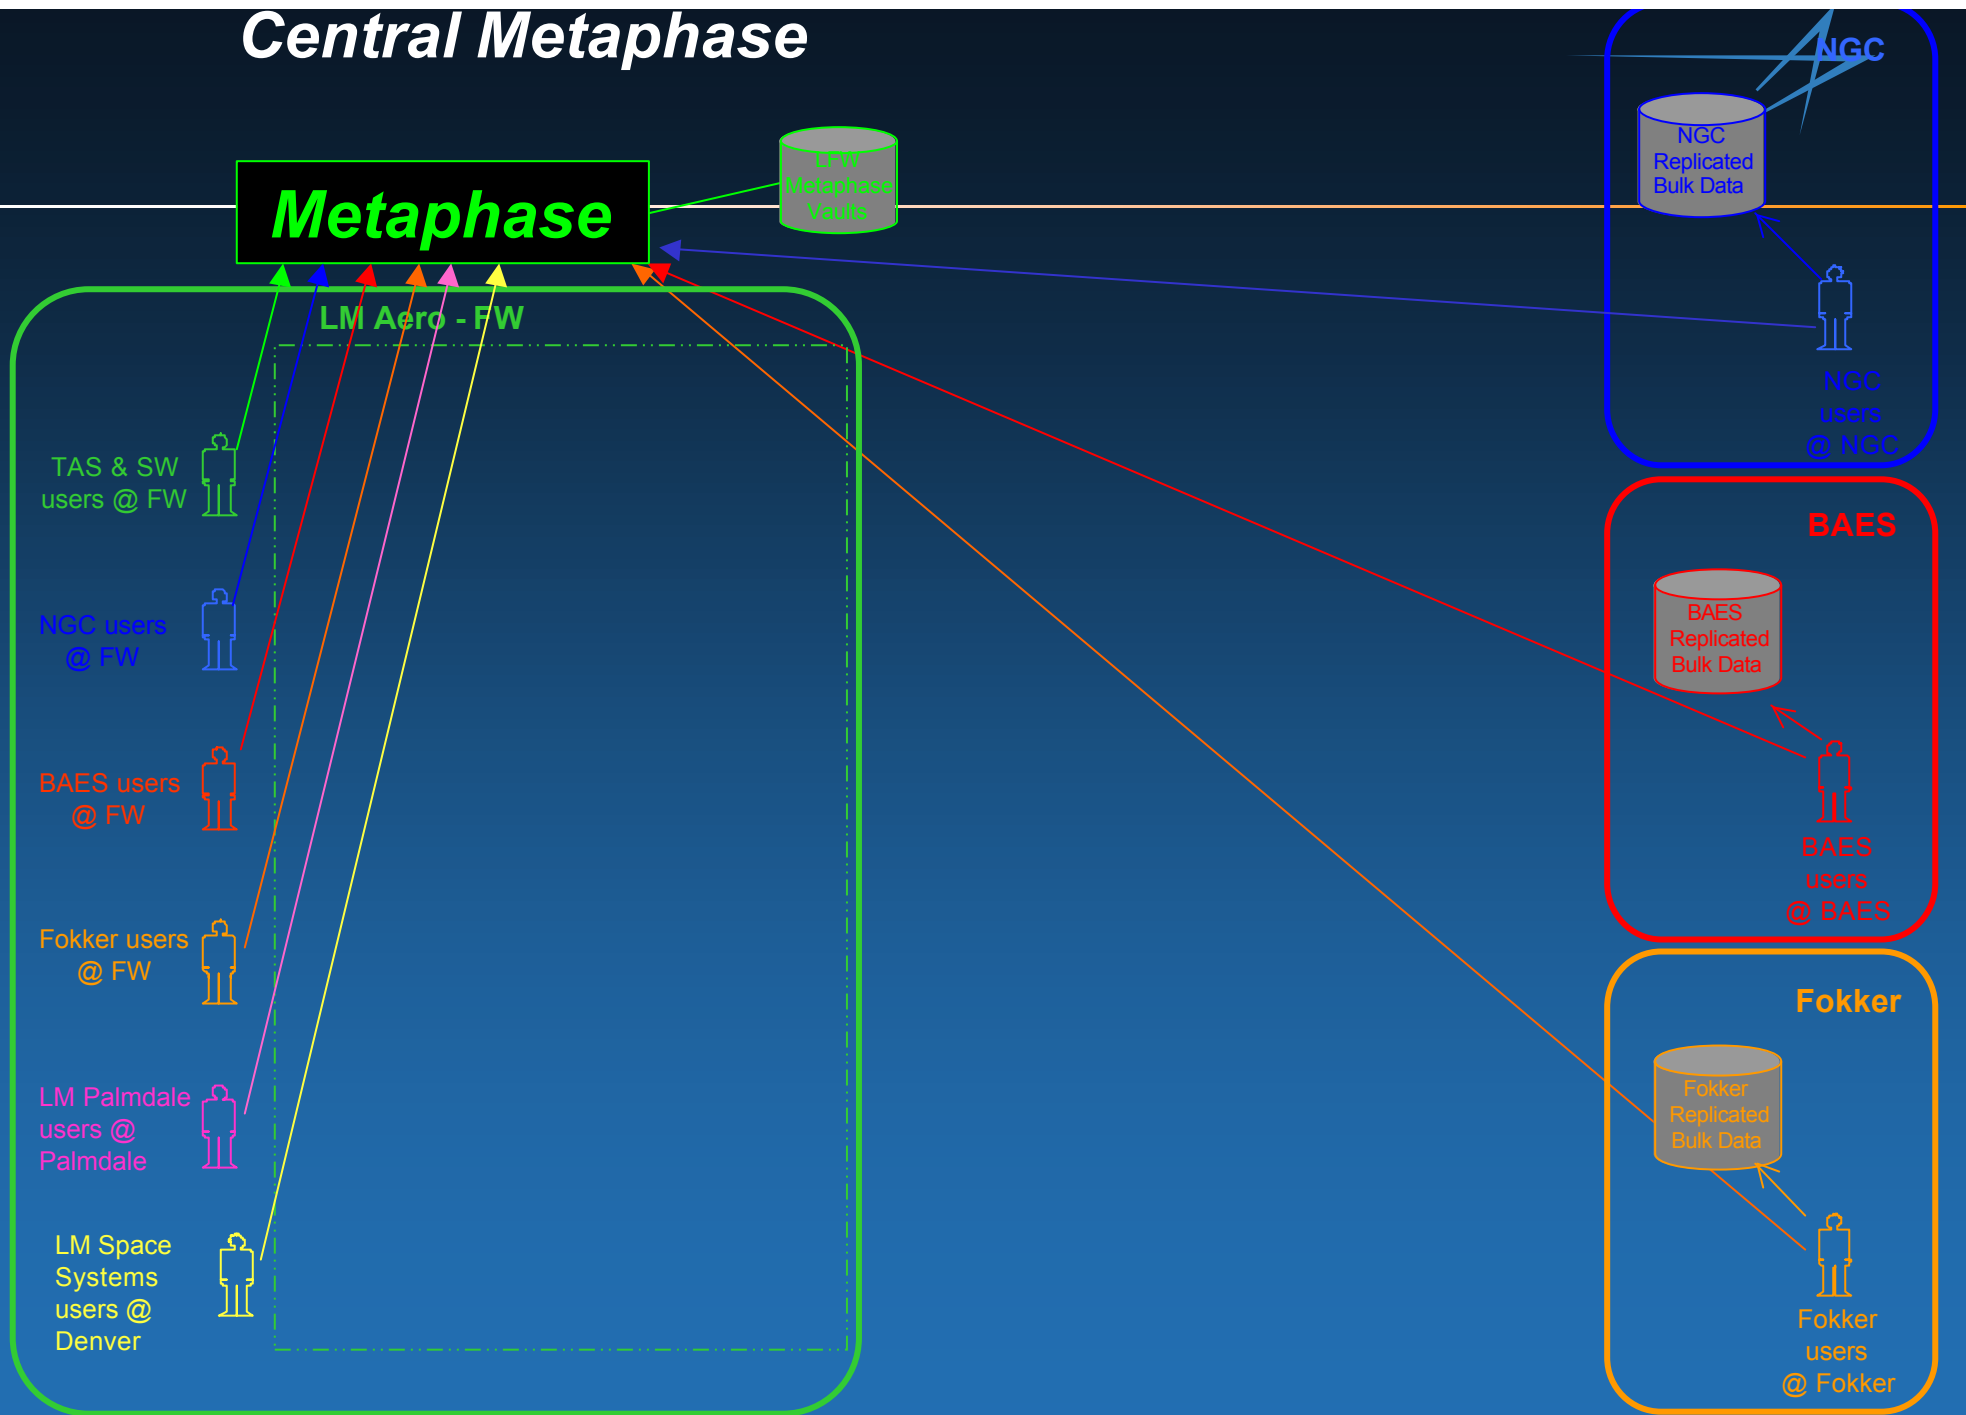 Central Metaphase
NGC
NGC
Replicated
Bulk Data
LFW
Metaphase
Vaults
Metaphase
LM Aero - FW
NGC
users
@ NGC
TAS & SW
users @ FW
BAES
NGC users
@ FW
BAES
Replicated
Bulk Data
BAES users
@ FW
BAES
users
@ BAES
Fokker users
@ FW
Fokker
Fokker
Replicated
Bulk Data
LM Palmdale
users @
Palmdale
LM Space
Systems
users @
Denver
Fokker
users
@ Fokker